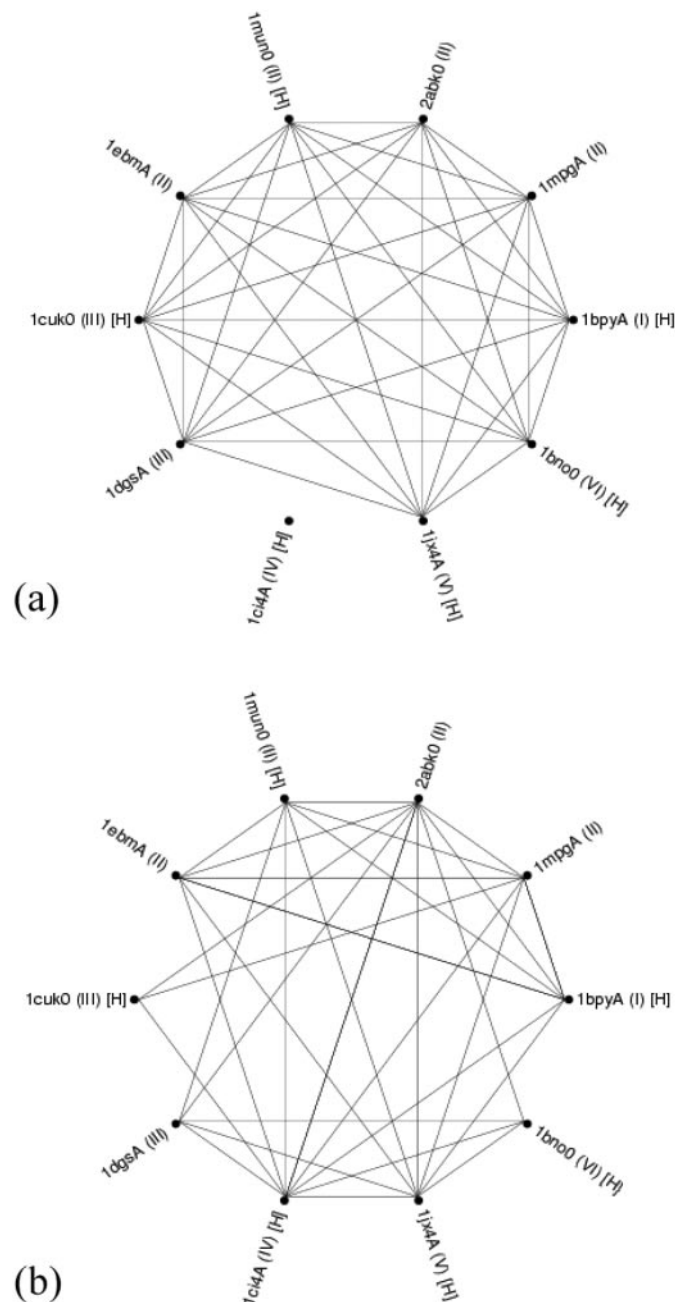 1mun0 (II) [H]
2abk0 (II)
1ebmA (II)
1mpgA (II)
1cuk0 (III) [H]
1bpyA (I) [H]
1dgsA (III)
1bno0 (VI) [H]
1ci4A (IV) [H]
1jx4A (V) [H]
(a)
1mun0 (II) [H]
2abk0 (II)
1ebmA (II)
1mpgA (II)
1cuk0 (III) [H]
1bpyA (I) [H]
1dgsA (III)
1bno0 (VI) [H]
1ci4A (IV) [H]
1jx4A (V) [H]
(b)